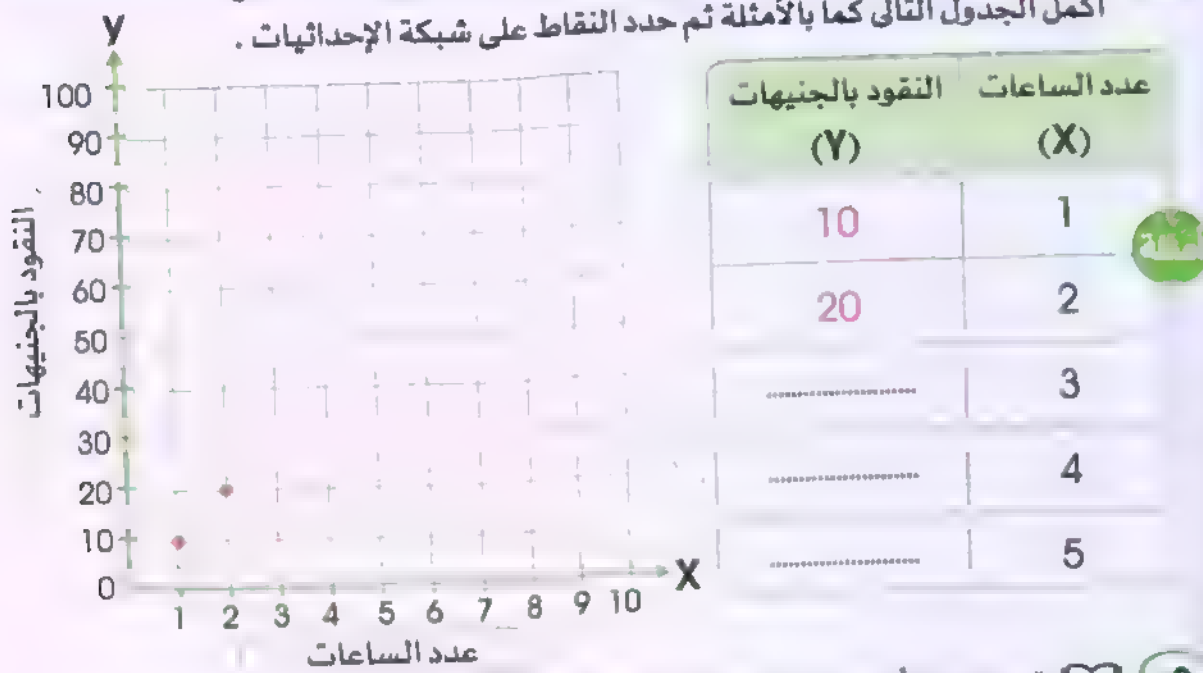 أكمل الجدول التالى كما بالأمثلة ثم حدد النقاط على شبكة الإحداثيات .
عدد الساعات (X) النقود بالجنيهات (Y)
1 10
2 20
3 ....................
4 ....................
5 ....................
Y
100
90
80
70
60
50
40
30
20
10
0
النقود بالجنيهات
1 2 3 4 5 6 7 8 9 10 X
عدد الساعات